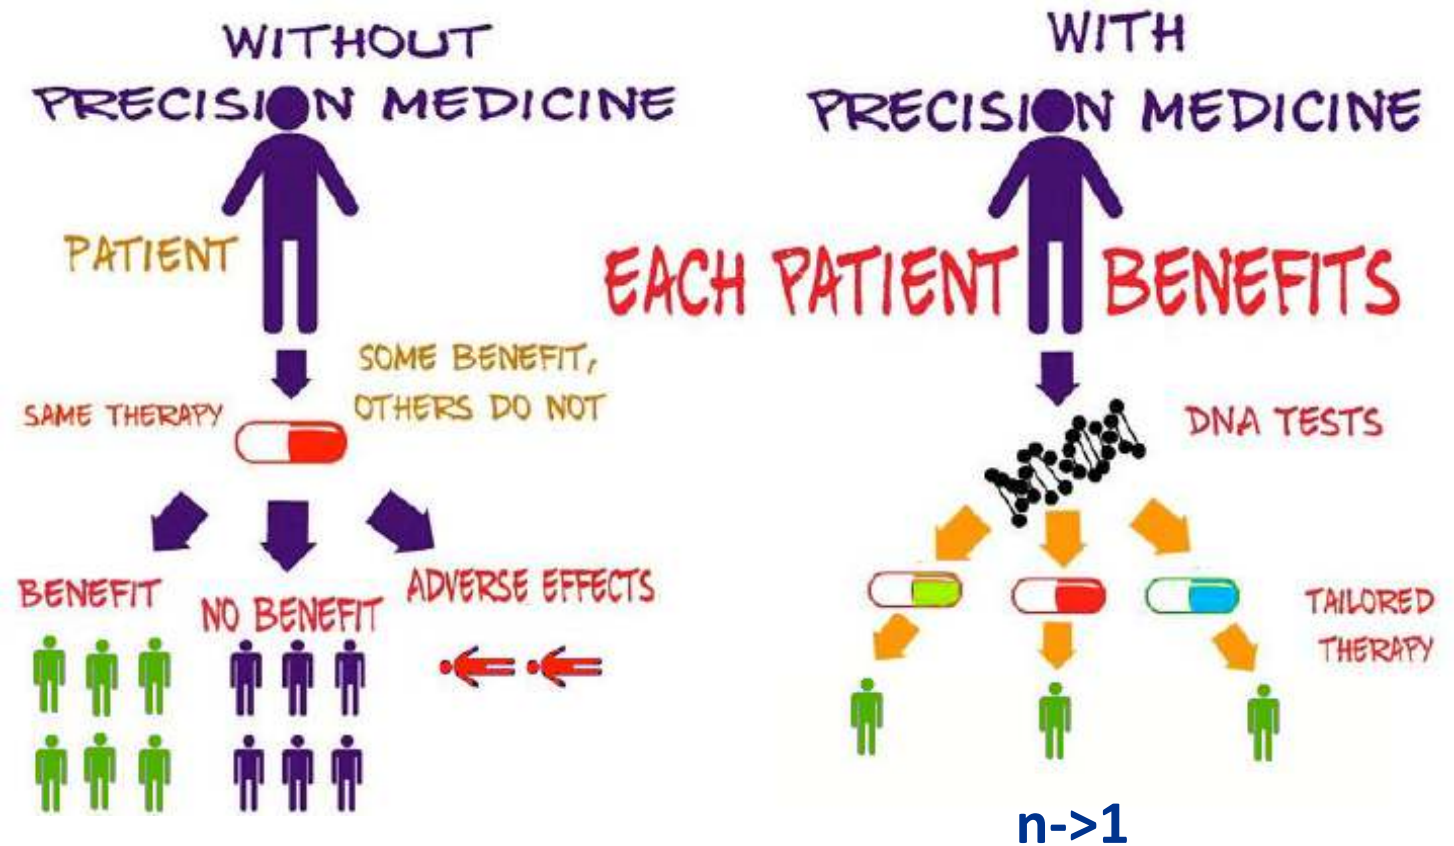 WITHOUT
PRECISION MEDICINE
PATIENT
SOME BENEFIT,
OTHERS DO NOT
SAME THERAPY
BENEFIT
NO BENEFIT
ADVERSE EFFECTS
WITH
PRECISION MEDICINE
EACH PATIENT BENEFITS
DNA TESTS
TAILORED
THERAPY
n->1